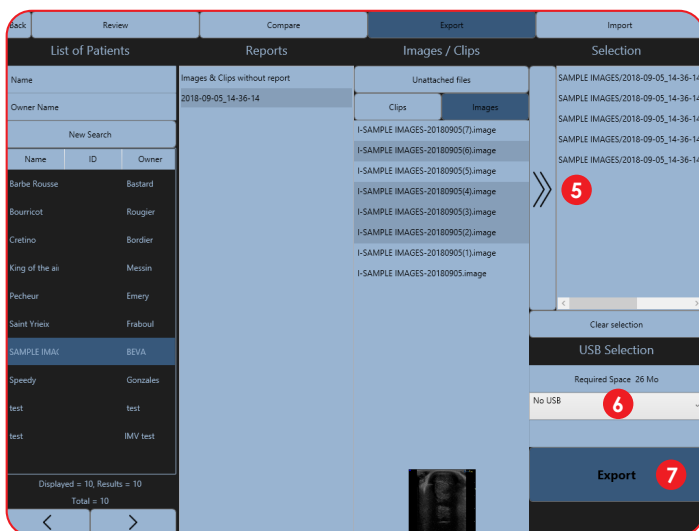 Back
Review
Compare
Export
Import
List of Patients
Reports
Images / Clips
Selection
Name
Owner Name
New Search
Name ID Owner
Barbe Rousse Bastard
Bourricot Rougier
Cretino Bordier
King of the ai Messin
Pecheur Emery
Saint Yrieix Fraboul
SAMPLE IMAG BEVA
Speedy Gonzales
test test
test IMV test
Displayed = 10, Results = 10
Total = 10
Images & Clips without report
2018-09-05_14-36-14
Unattached files
Clips Images
I-SAMPLE IMAGES-20180905(7).image
I-SAMPLE IMAGES-20180905(6).image
I-SAMPLE IMAGES-20180905(5).image
I-SAMPLE IMAGES-20180905(4).image
I-SAMPLE IMAGES-20180905(3).image
I-SAMPLE IMAGES-20180905(2).image
I-SAMPLE IMAGES-20180905(1).image
I-SAMPLE IMAGES-20180905.image
SAMPLE IMAGES/2018-09-05_14-36-14
SAMPLE IMAGES/2018-09-05_14-36-14
SAMPLE IMAGES/2018-09-05_14-36-14
SAMPLE IMAGES/2018-09-05_14-36-14
SAMPLE IMAGES/2018-09-05_14-36-14
5
Clear selection
USB Selection
Required Space 26 Mo
No USB
6
Export
7